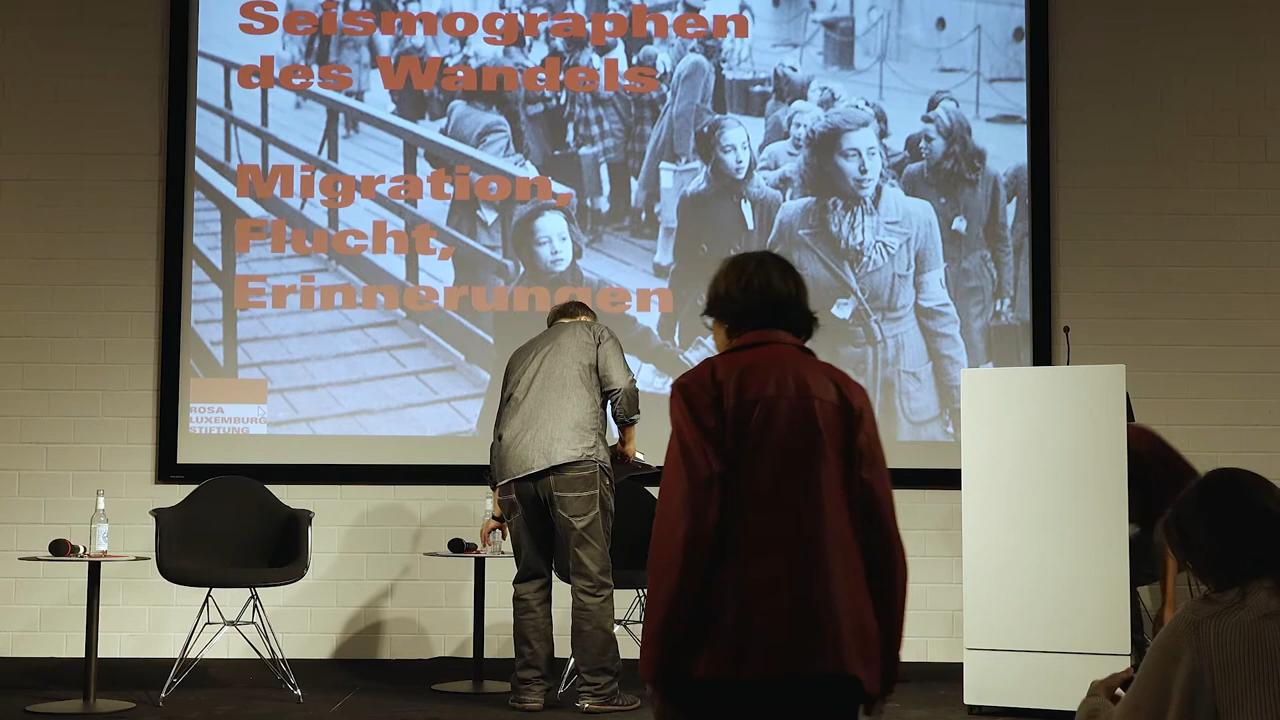 Seismographen
des Wandels
Migration,
Flucht,
Erinnerungen
ROSA
LUXEMBURG
STIFTUNG